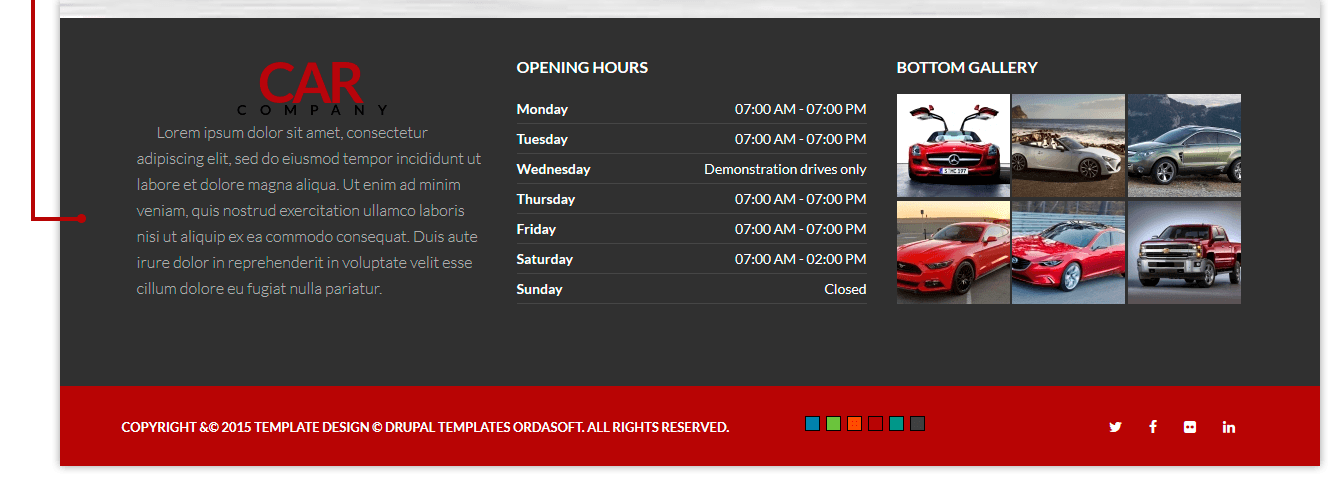 CAR
COMPANY
Lorem ipsum dolor sit amet, consectetur
adipiscing elit, sed do eiusmod tempor incididunt ut
labore et dolore magna aliqua. Ut enim ad minim
veniam, quis nostrud exercitation ullamco laboris
nisi ut aliquip ex ea commodo consequat. Duis aute
irure dolor in reprehenderit in voluptate velit esse
cillum dolore eu fugiat nulla pariatur.
OPENING HOURS
Monday 07:00 AM - 07:00 PM
Tuesday 07:00 AM - 07:00 PM
Wednesday Demonstration drives only
Thursday 07:00 AM - 07:00 PM
Friday 07:00 AM - 07:00 PM
Saturday 07:00 AM - 02:00 PM
Sunday Closed
BOTTOM GALLERY
COPYRIGHT &© 2015 TEMPLATE DESIGN © DRUPAL TEMPLATES ORDASOFT. ALL RIGHTS RESERVED.